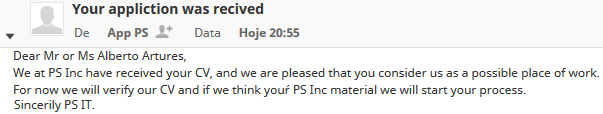 Your appliction was recived
De App PS Data Hoje 20:55
Dear Mr or Ms Alberto Artures,
We at PS Inc have received your CV, and we are pleased that you consider us as a possible place of work.
For now we will verify our CV and if we think youŕ PS Inc material we will start your process.
Sincerily PS IT.